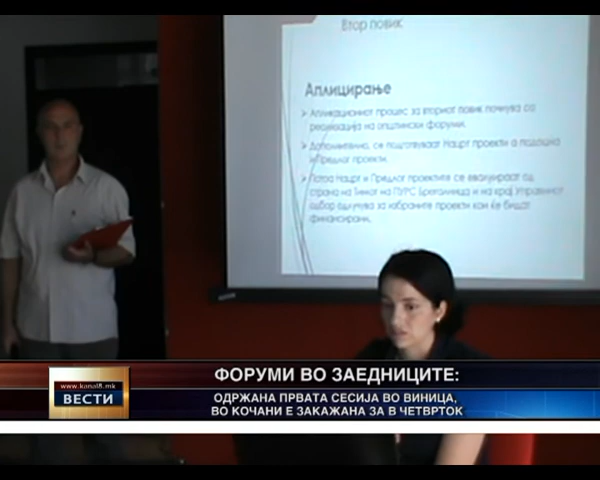 Втор повик
Аплицирање
Апликациониот процес за вториот повик почнува со
реализација на општински форуми.
Дополнително, се подготвуваат Нацрт проекти а подоцна
и Предлог проекти.
Потоа Нацрт и Предлог проектите се евалуираат од
страна на Тимот на ПУРС Брегалница и на крај Управниот
одбор одлучува за избраните проекти кои ќе бидат
финансирани.
www.kanal8.mk
ВЕСТИ
ФОРУМИ ВО ЗАЕДНИЦИТЕ:
ОДРЖАНА ПРВАТА СЕСИЈА ВО ВИНИЦА,
ВО КОЧАНИ Е ЗАКАЖАНА ЗА В ЧЕТВРТОК